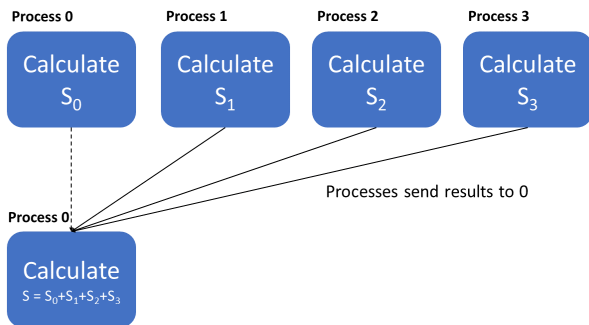 Process 0 Process 1 Process 2 Process 3
Calculate Calculate Calculate Calculate
S₀ S₁ S₂ S₃
Processes send results to 0
Process 0
Calculate
S = S₀+S₁+S₂+S₃